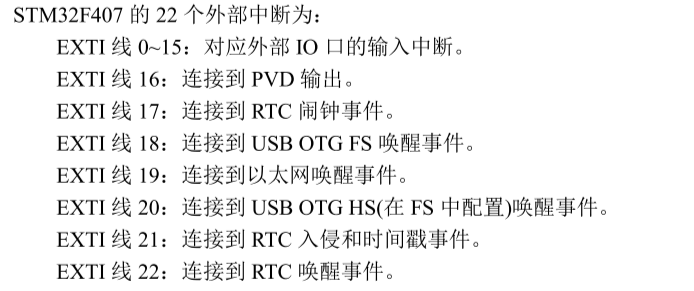 STM32F407 的 22 个外部中断为：
EXTI 线 0~15：对应外部 IO 口的输入中断。
EXTI 线 16：连接到 PVD 输出。
EXTI 线 17：连接到 RTC 闹钟事件。
EXTI 线 18：连接到 USB OTG FS 唤醒事件。
EXTI 线 19：连接到以太网唤醒事件。
EXTI 线 20：连接到 USB OTG HS(在 FS 中配置)唤醒事件。
EXTI 线 21：连接到 RTC 入侵和时间戳事件。
EXTI 线 22：连接到 RTC 唤醒事件。